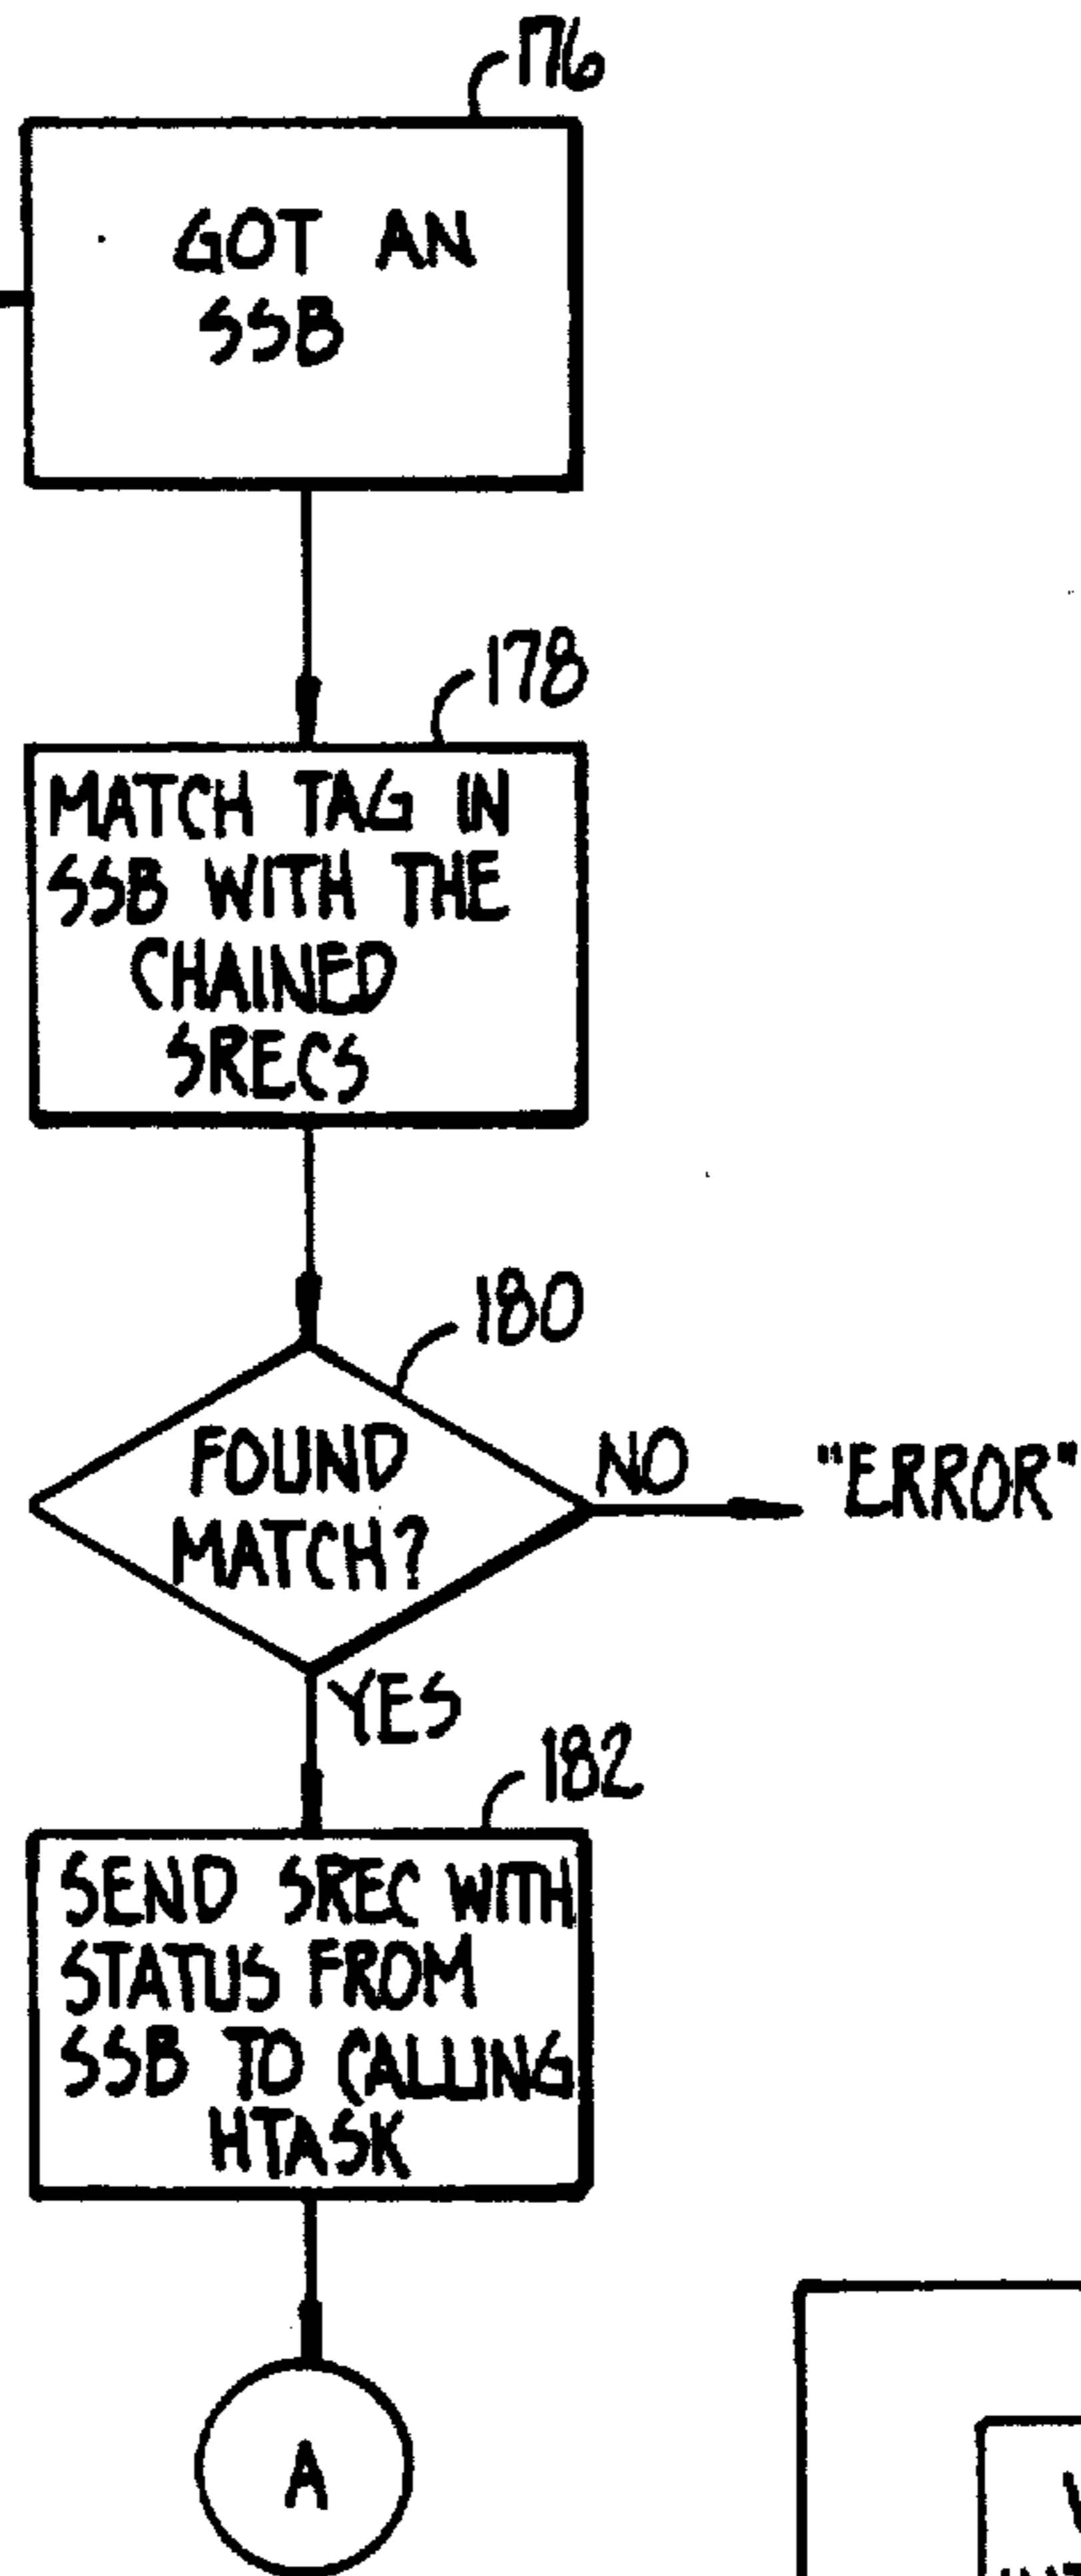 176
GOT AN
SSB
178
MATCH TAG IN
SSB WITH THE
CHAINED
SRECS
180
FOUND
MATCH?
NO
"ERROR"
YES
182
SEND SREC WITH
STATUS FROM
SSB TO CALLING
HTASK
A